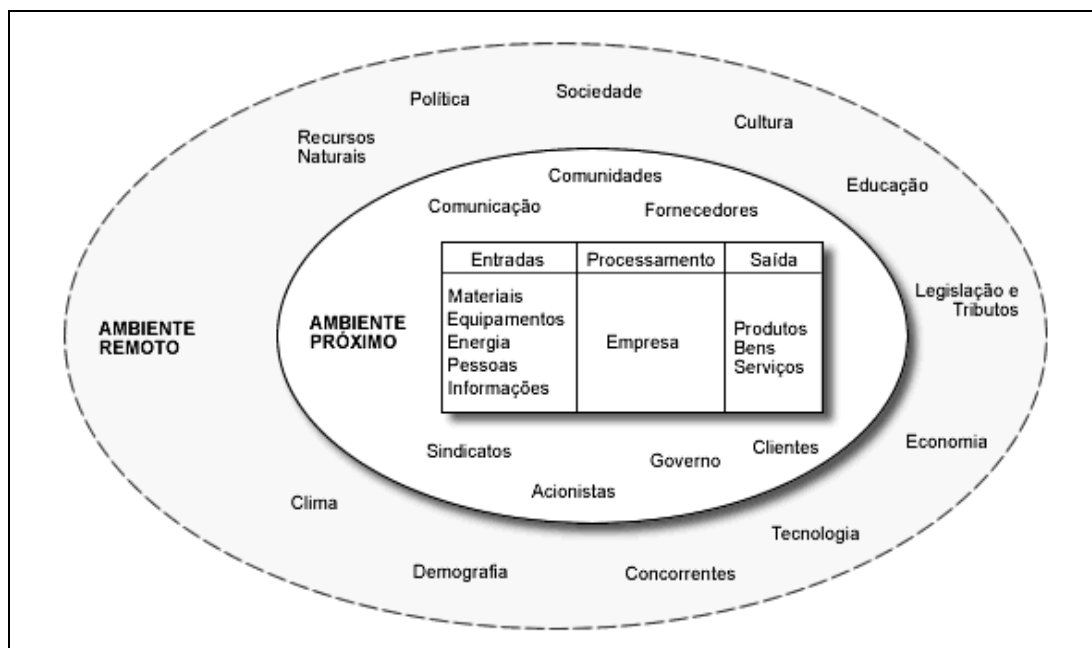 Política
Sociedade
Cultura
Recursos
Naturais
Educação
Comunidades
Comunicação
Fornecedores
Entradas Processamento Saída
Materiais
Equipamentos
Energia
Pessoas
Informações
Empresa
Produtos
Bens
Serviços
AMBIENTE
REMOTO
AMBIENTE
PRÓXIMO
Legislação e
Tributos
Sindicatos
Governo
Clientes
Acionistas
Economia
Clima
Tecnologia
Demografia
Concorrentes